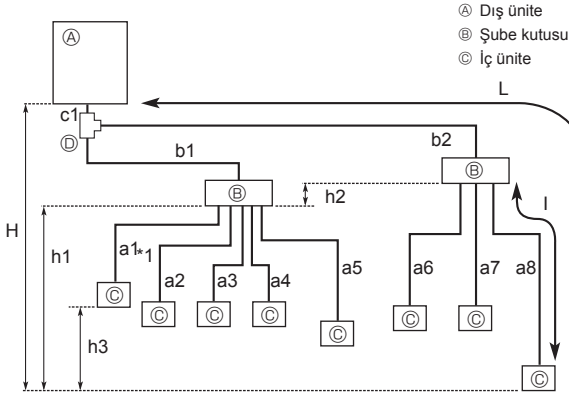 Ⓐ Dış ünite
Ⓑ Şube kutusu
Ⓒ İç ünite
Ⓐ
L
c1
Ⓓ
b1
b2
Ⓑ
Ⓑ
h2
H
h1
I
a1*1
a2
a3
a4
a5
a6
a7
a8
Ⓒ
Ⓒ
Ⓒ
Ⓒ
Ⓒ
Ⓒ
Ⓒ
h3
Ⓒ